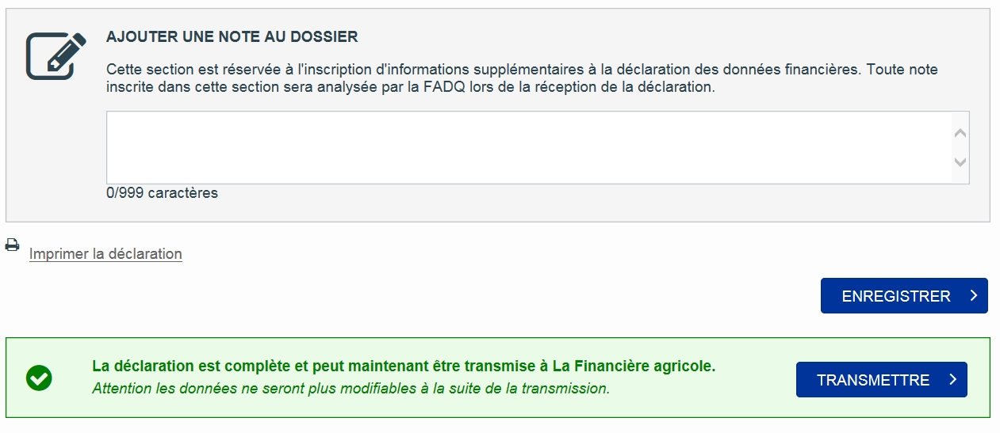 AJOUTER UNE NOTE AU DOSSIER
Cette section est réservée à l'inscription d'informations supplémentaires à la déclaration des données financières. Toute note
inscrite dans cette section sera analysée par la FADQ lors de la réception de la déclaration.
0/999 caractères
Imprimer la déclaration
ENREGISTRER
La déclaration est complète et peut maintenant être transmise à La Financière agricole.
Attention les données ne seront plus modifiables à la suite de la transmission.
TRANSMETTRE